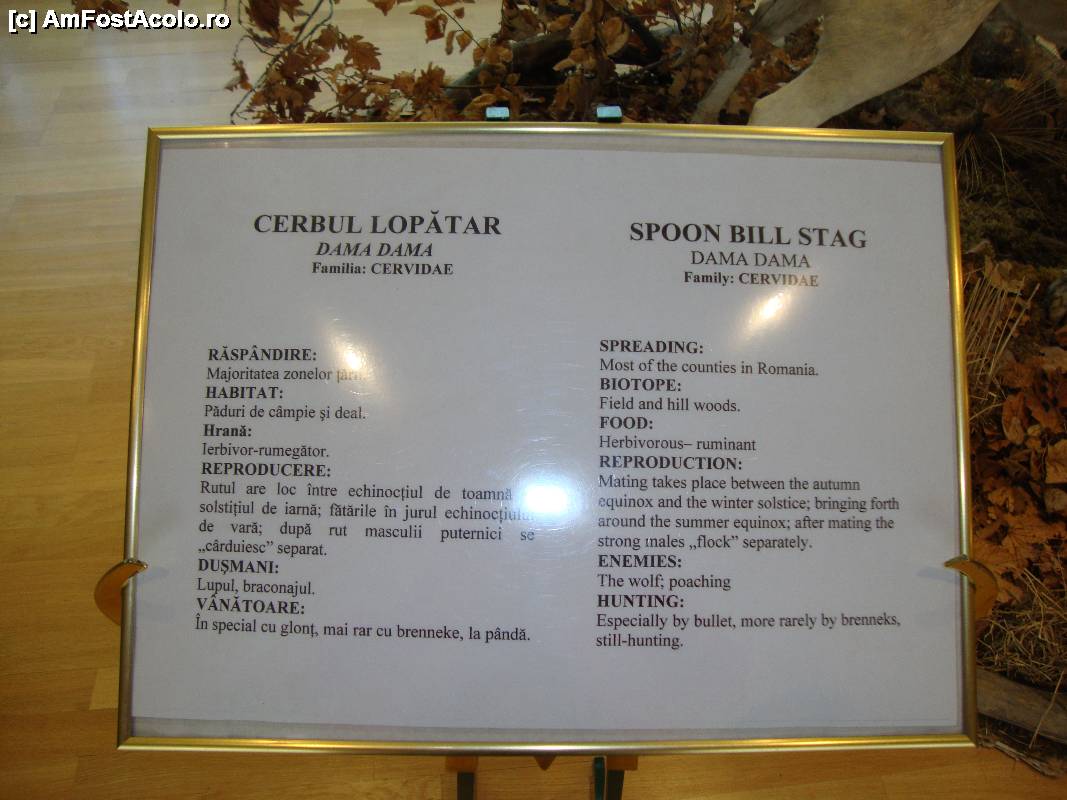 [c] AmFostAcolo.ro
CERBUL LOPĂTAR
DAMA DAMA
Familia: CERVIDAE
RĂSPÂNDIRE:
Majoritatea zonelor
HABITAT:
Păduri de câmpie şi deal.
Hrană:
Ierbivor-rumegător.
REPRODUCERE:
Rutul are loc între echinocţiul de toamnă
solstiţiul de iarnă; fătările în jurul echinocţiului
de vară; după rut masculii puternici se
„cârduiesc” separat.
DUŞMANI:
Lupul, braconajul.
VÂNĂTOARE:
În special cu glonţ, mai rar cu brenneke, la pândă.
SPOON BILL STAG
DAMA DAMA
Family: CERVIDAE
SPREADING:
Most of the counties in Romania.
BIOTOPE:
Field and hill woods.
FOOD:
Herbivorous– ruminant
REPRODUCTION:
Mating takes place between the autumn
equinox and the winter solstice; bringing forth
around the summer equinox; after mating the
strong males „flock” separately.
ENEMIES:
The wolf; poaching
HUNTING:
Especially by bullet, more rarely by brenneks,
still-hunting.